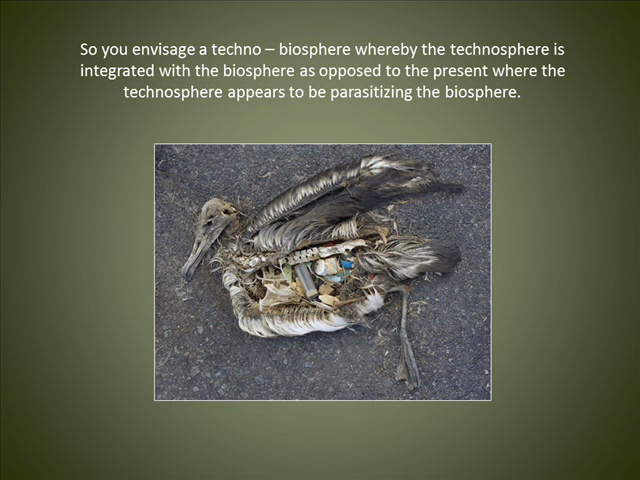 So you envisage a techno – biosphere whereby the technosphere is
integrated with the biosphere as opposed to the present where the
technosphere appears to be parasitizing the biosphere.